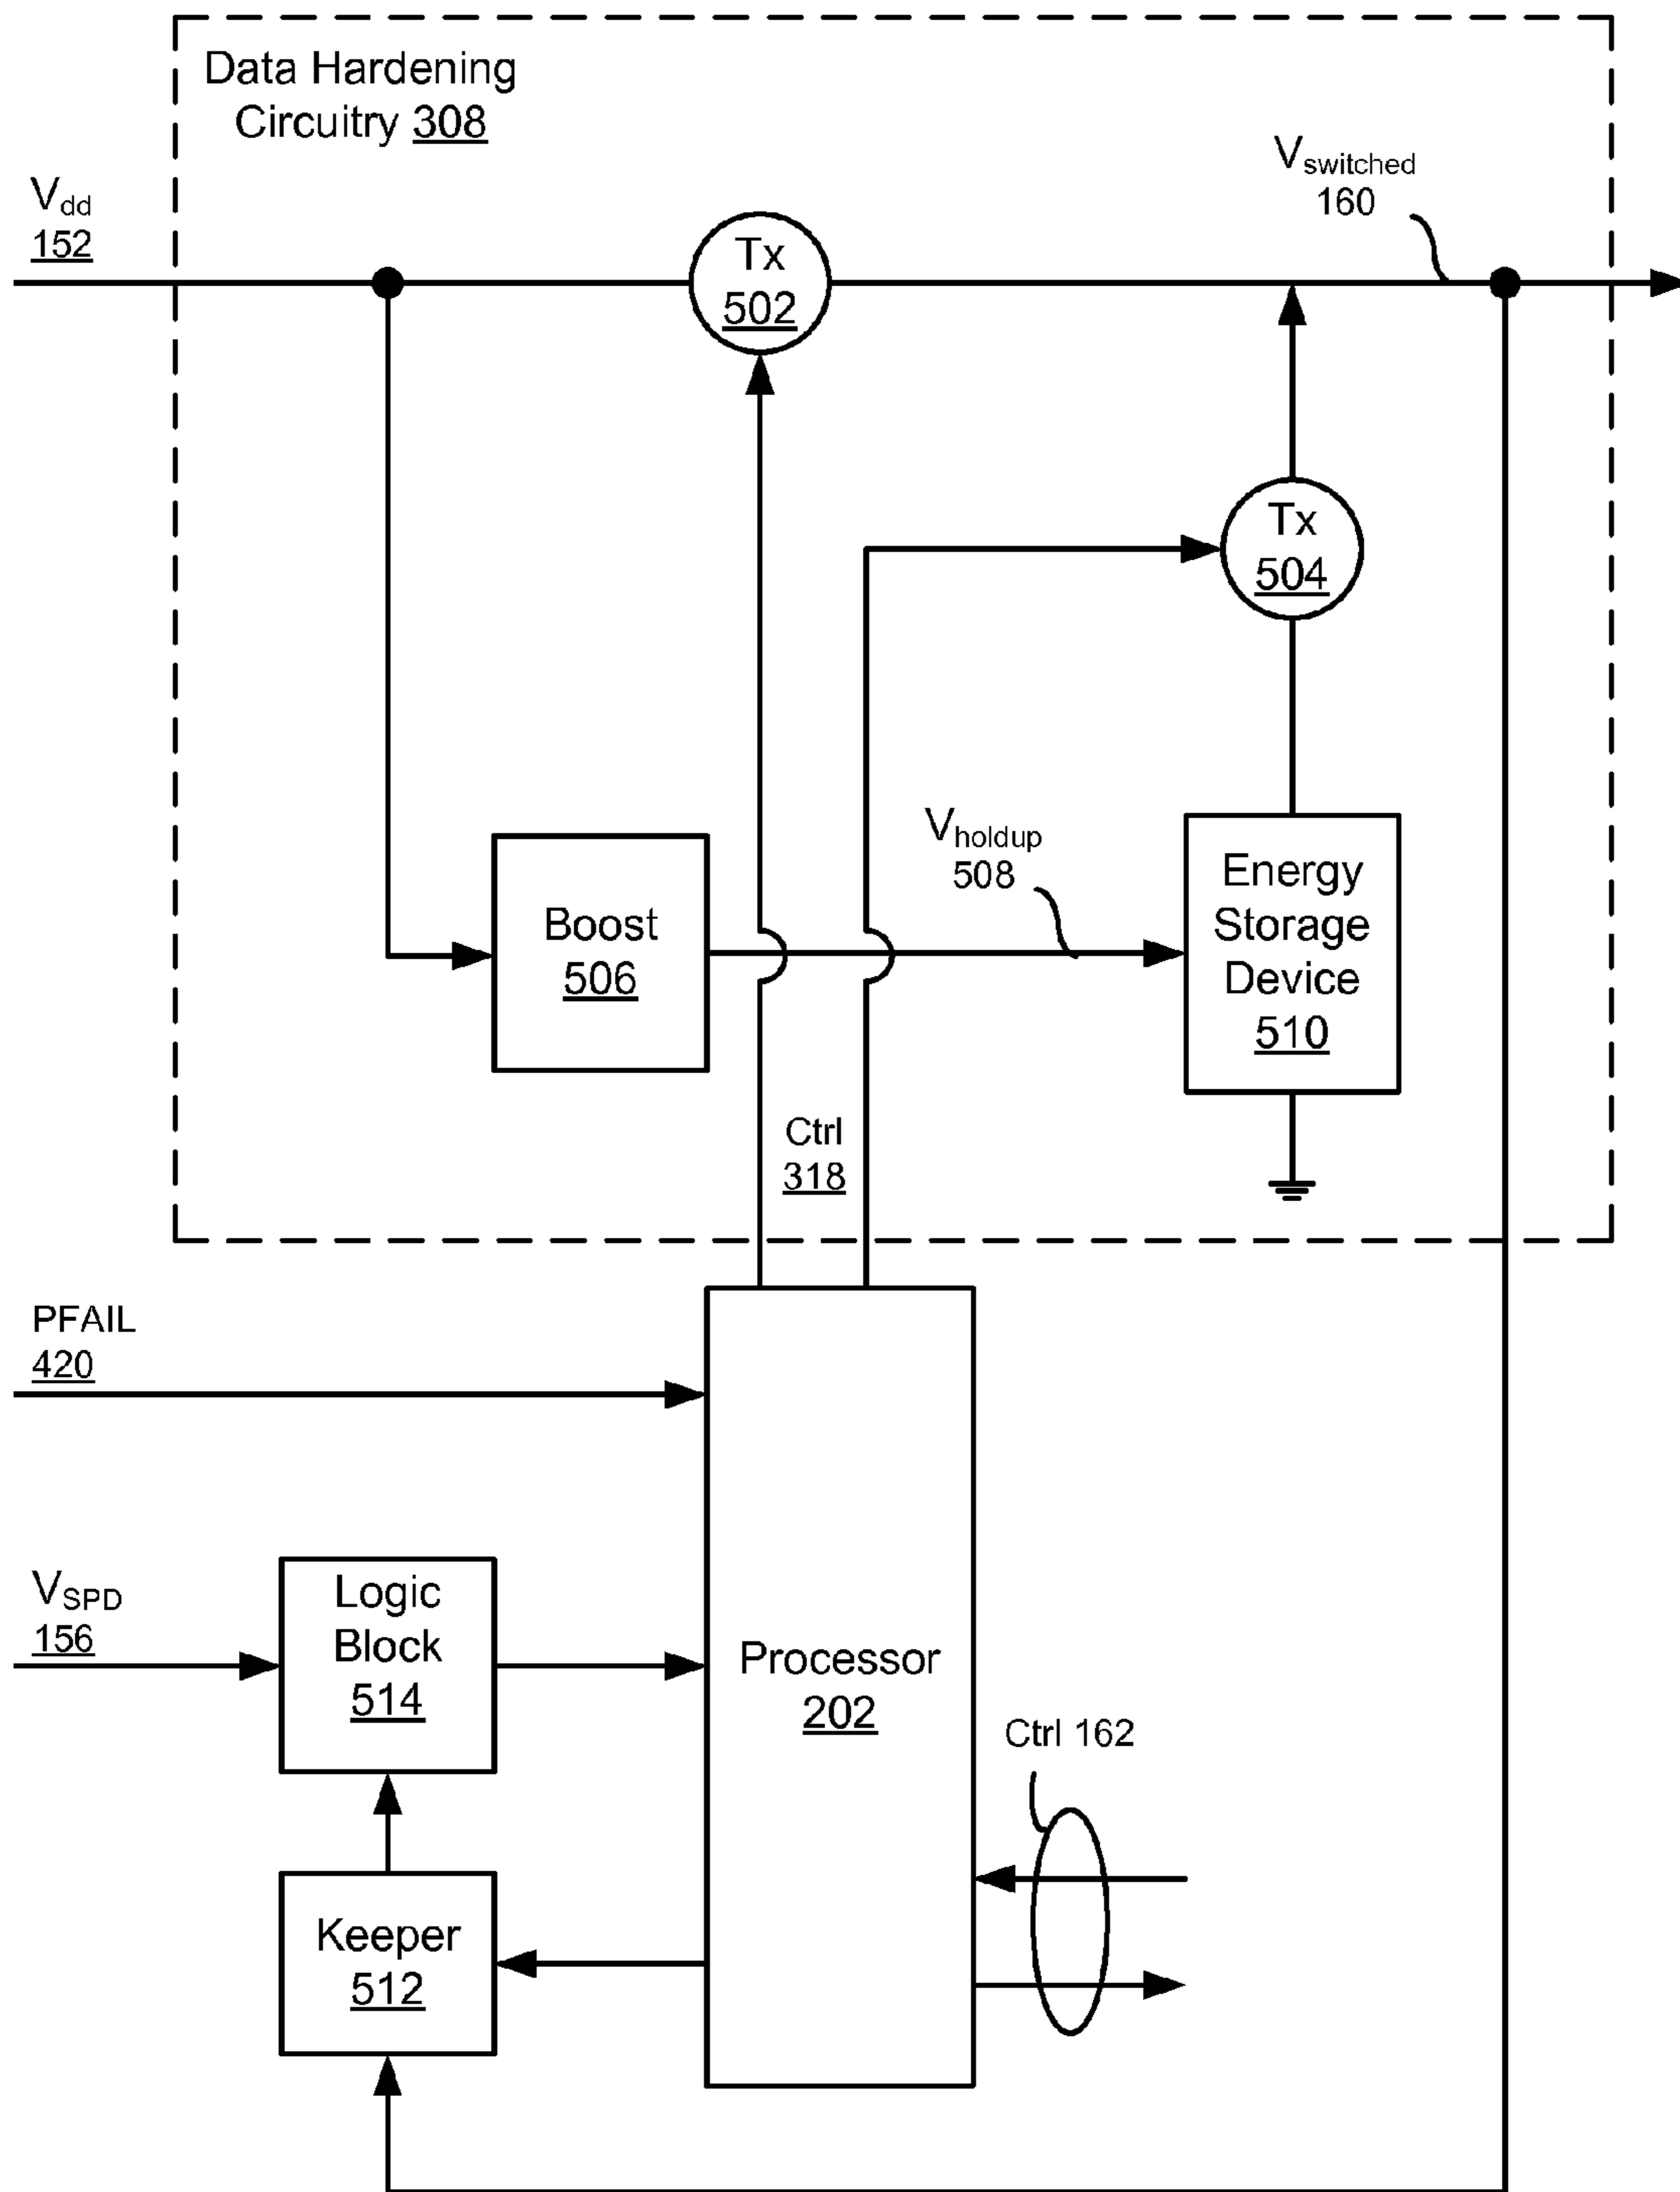 Data Hardening
Circuitry 308
Vdd
152
Vswitched
160
Tx
502
Tx
504
Vholdup
508
Boost
506
Energy
Storage
Device
510
Ctrl
318
PFAIL
420
VSPD
156
Logic
Block
514
Processor
202
Ctrl 162
Keeper
512